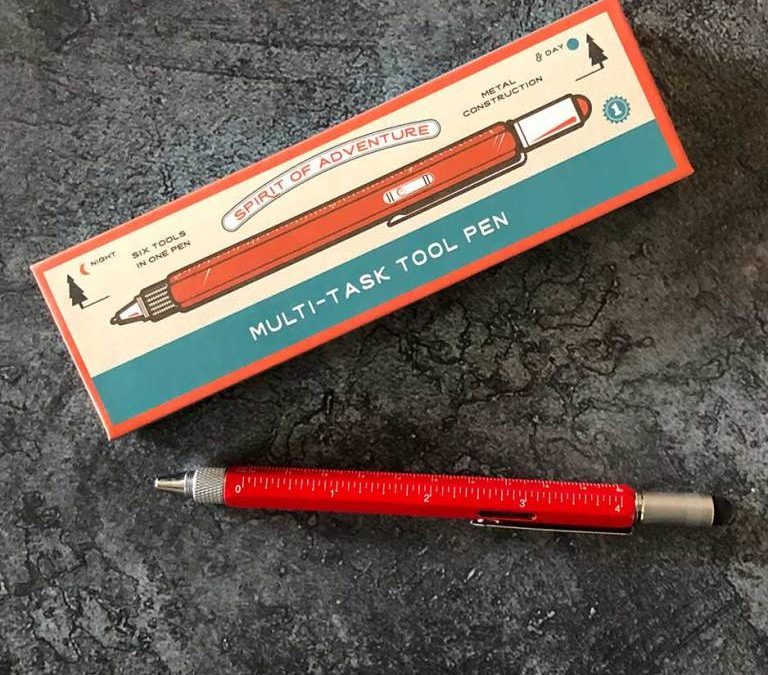 & DAY
METAL
CONSTRUCTION
1
SPIRIT OF ADVENTURE
NIGHT
SIX TOOLS
IN ONE PEN
MULTI-TASK TOOL PEN
0 1 2 3 4